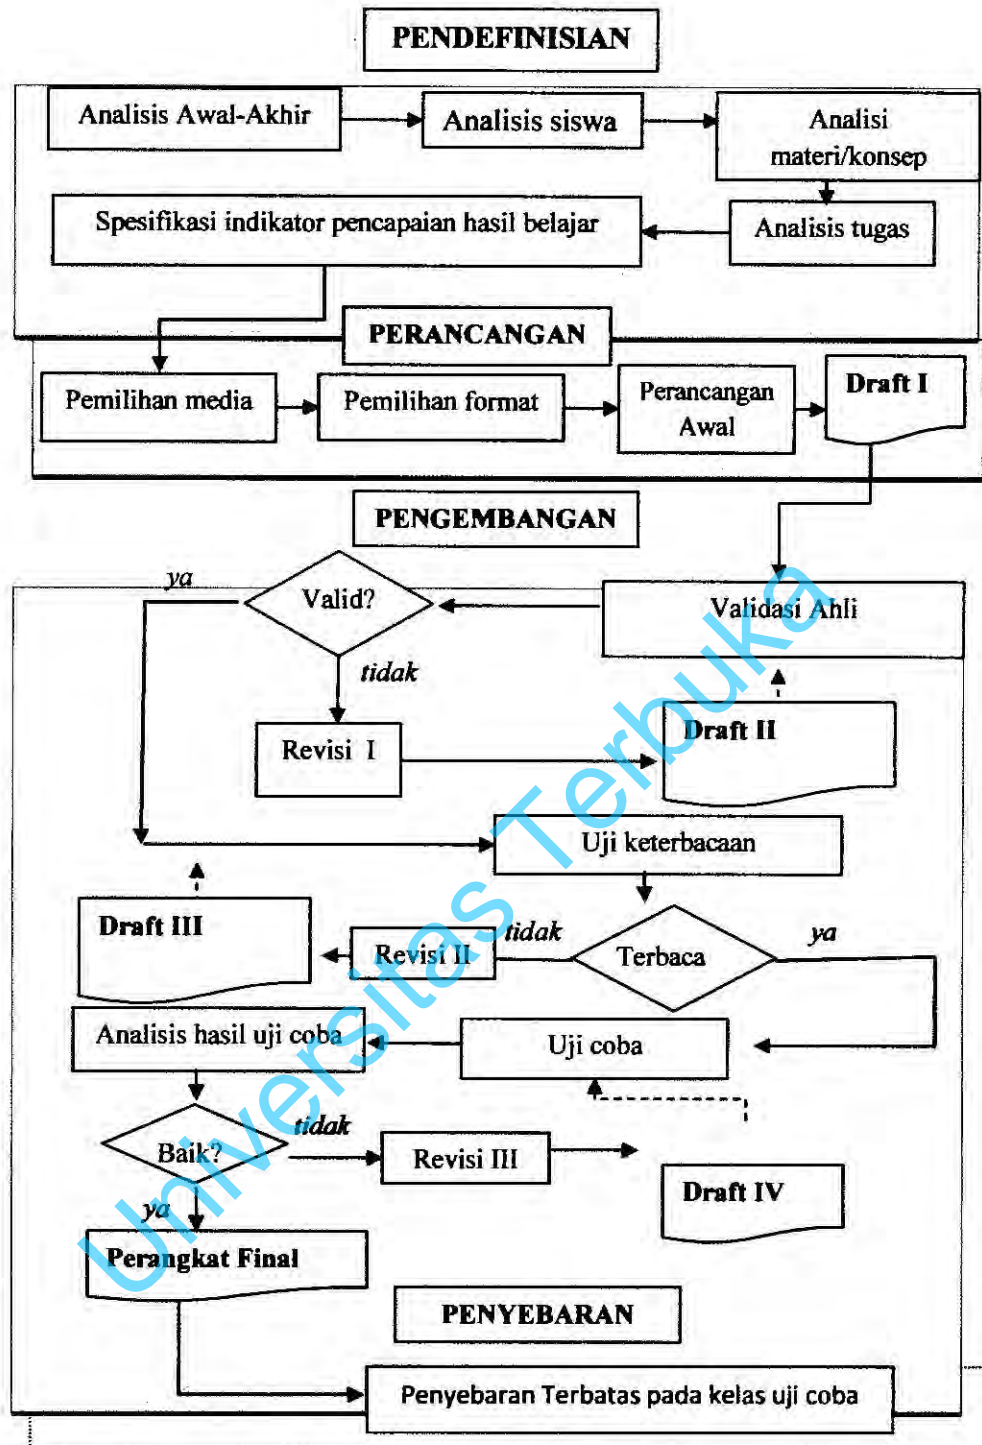 PENDEFINISIAN
Analisis Awal-Akhir
Analisis siswa
Analisi
materi/konsep
Spesifikasi indikator pencapaian hasil belajar
Analisis tugas
PERANCANGAN
Pemilihan media
Pemilihan format
Perancangan
Awal
Draft I
PENGEMBANGAN
ya
Valid?
Validasi Ahli
tidak
Revisi I
Draft II
Uji keterbacaan
Draft III
Revisi II
tidak
Terbaca
ya
Analisis hasil uji coba
Uji coba
Baik?
tidak
Revisi III
Draft IV
ya
Perangkat Final
PENYEBARAN
Penyebaran Terbatas pada kelas uji coba
Universitas Terbuka